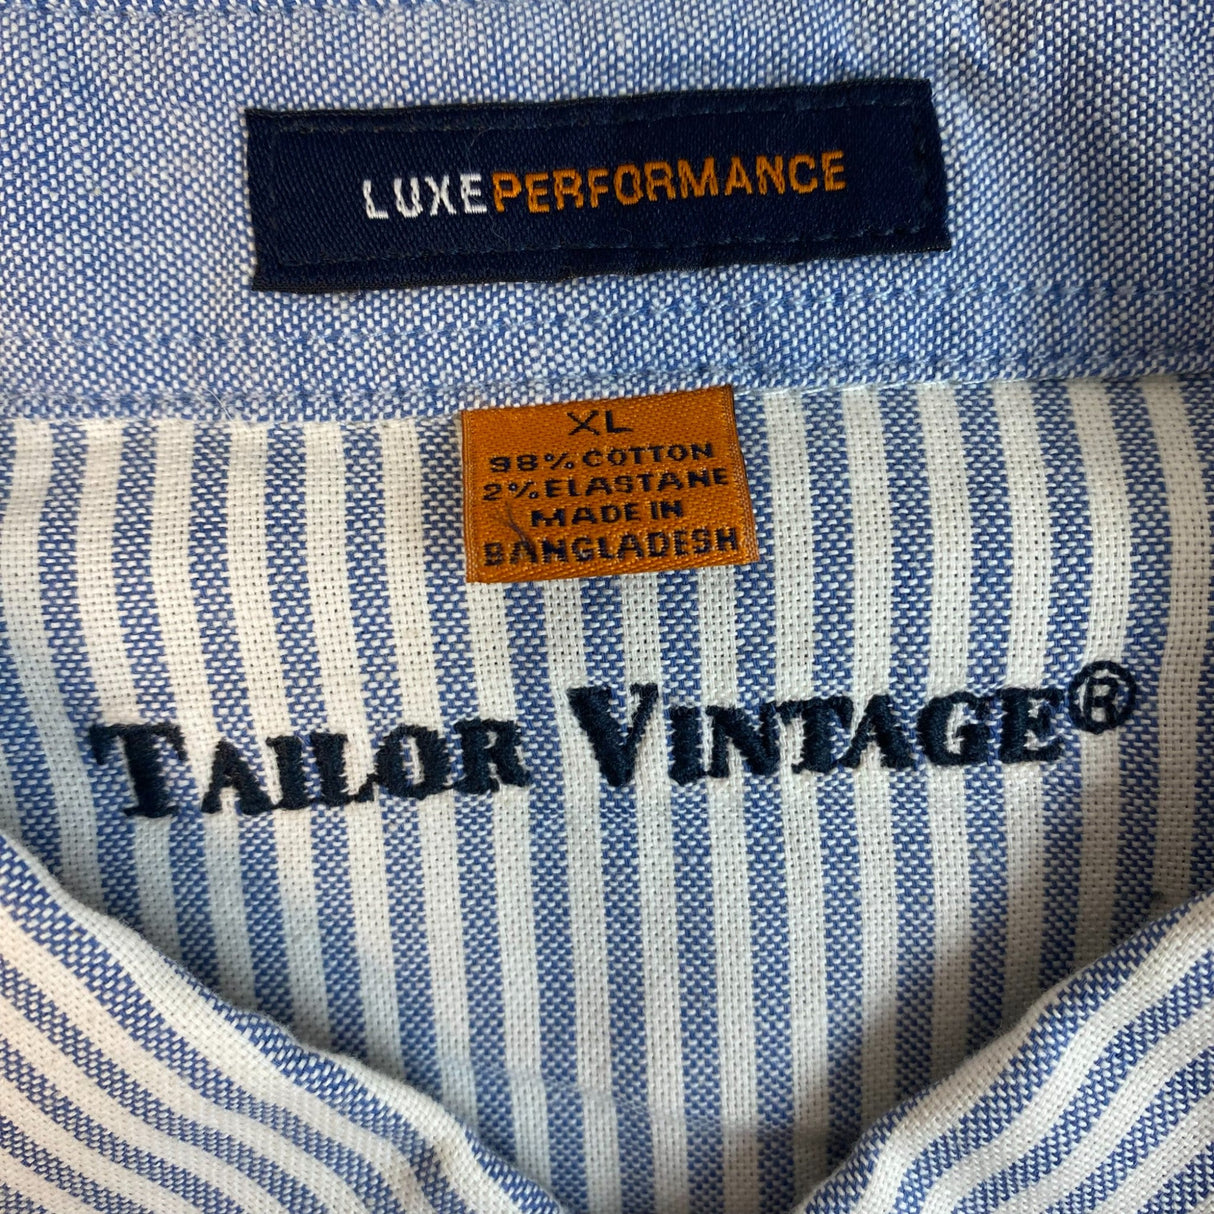 LUXEPERFORMANCE
XL
98% COTTON
2% ELASTANE
MADE IN
BANGLADESH
TAILOR VINTAGE®